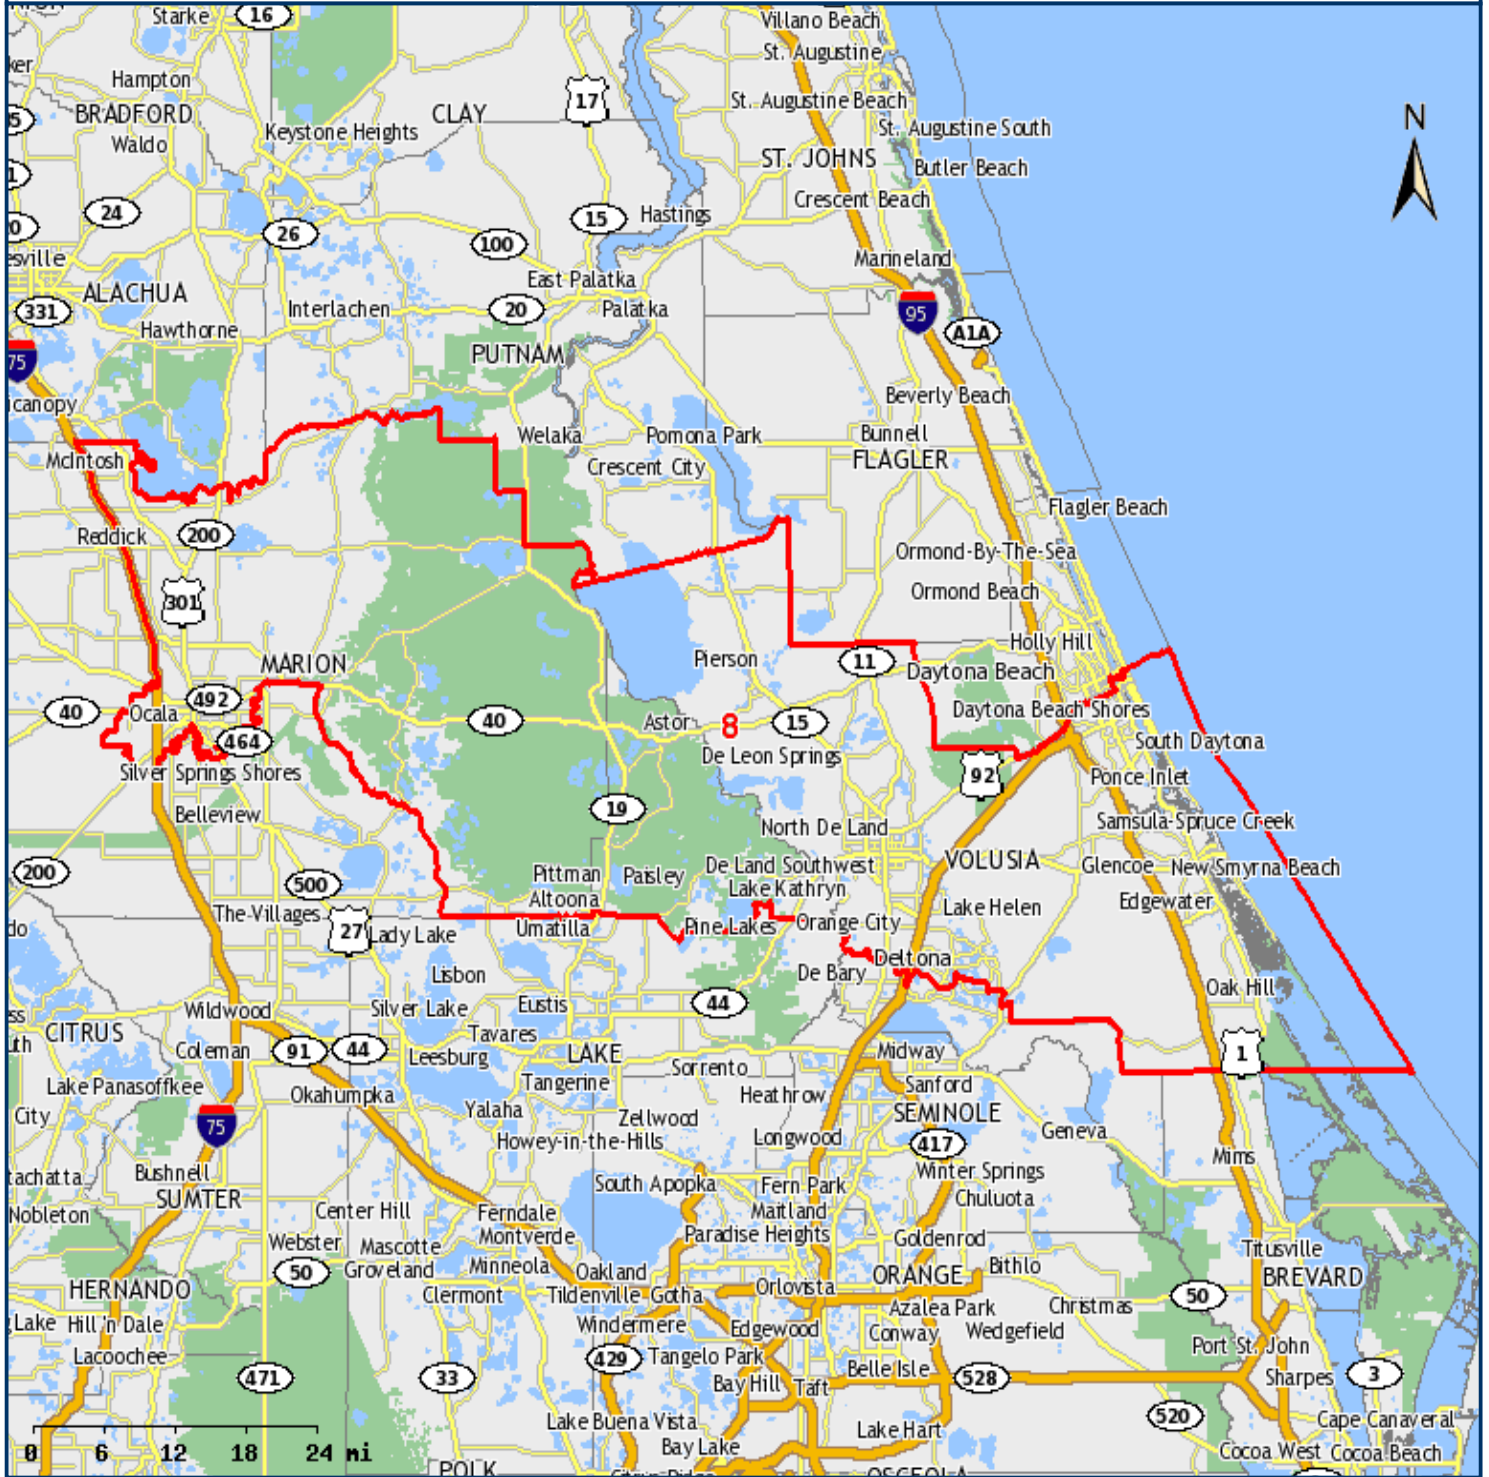 Starke
16
Villano Beach
St. Augustine
Hampton
17
BRADFORD
CLAY
St. Augustine Beach
N
Keystone Heights
St. Augustine South
Waldo
ST. JOHNS
Butler Beach
24
15
Hastings
Crescent Beach
26
100
Marineland
ALACHUA
East Palatka
331
Interlachen
20
Palatka
95
A1A
Hawthorne
PUTNAM
75
Beverly Beach
Welaka
Pomona Park
Bunnell
McIntosh
Crescent City
FLAGLER
Flagler Beach
Reddick
200
Ormond-By-The-Sea
Ormond Beach
301
Holly Hill
MARION
Pierson
11
Daytona Beach
492
40
Ocala
40
Astor
8
15
Daytona Beach Shores
464
De Leon Springs
South Daytona
Silver Springs Shores
92
Ponce Inlet
Belleview
19
North De Land
Samsula-Spruce Creek
200
500
Pittman
Paisley
De Land Southwest
VOLUSIA
Glencoe
New Smyrna Beach
Altoona
Lake Kathryn
Edgewater
The Villages
27
Lady Lake
Umatilla
Pine Lakes
Orange City
Lake Helen
Lisbon
De Bary
Deltona
Oak Hill
Wildwood
Silver Lake
Eustis
44
CITRUS
Tavares
Coleman
91
44
Leesburg
LAKE
Midway
1
Sorrento
Lake Panasoffkee
Okahumpka
Tangerine
Heathrow
Sanford
City
75
Yalaha
Zellwood
SEMINOLE
Howey-in-the-Hills
Longwood
417
Geneva
Mims
Bushnell
South Apopka
Fern Park
Winter Springs
SUMTER
Chuluota
Nobleton
Center Hill
Ferndale
Maitland
Webster
Mascotte
Montverde
Paradise Heights
Goldenrod
Titusville
50
Groveland
Minneola
Oakland
Orlovista
ORANGE
Bithlo
BREVARD
HERNANDO
Clermont
Tildenville
Gotha
Azalea Park
Christmas
50
Lake
Hill 'n Dale
Windermere
Edgewood
Conway
Wedgefield
Port St. John
Lacoochee
429
Tangelo Park
Belle Isle
471
33
Bay Hill
Taft
528
Sharpes
3
Lake Buena Vista
Lake Hart
520
Cape Canaveral
0 6 12 18 24 mi
Bay Lake
Cocoa West
Cocoa Beach
POLK
OSCEOLA